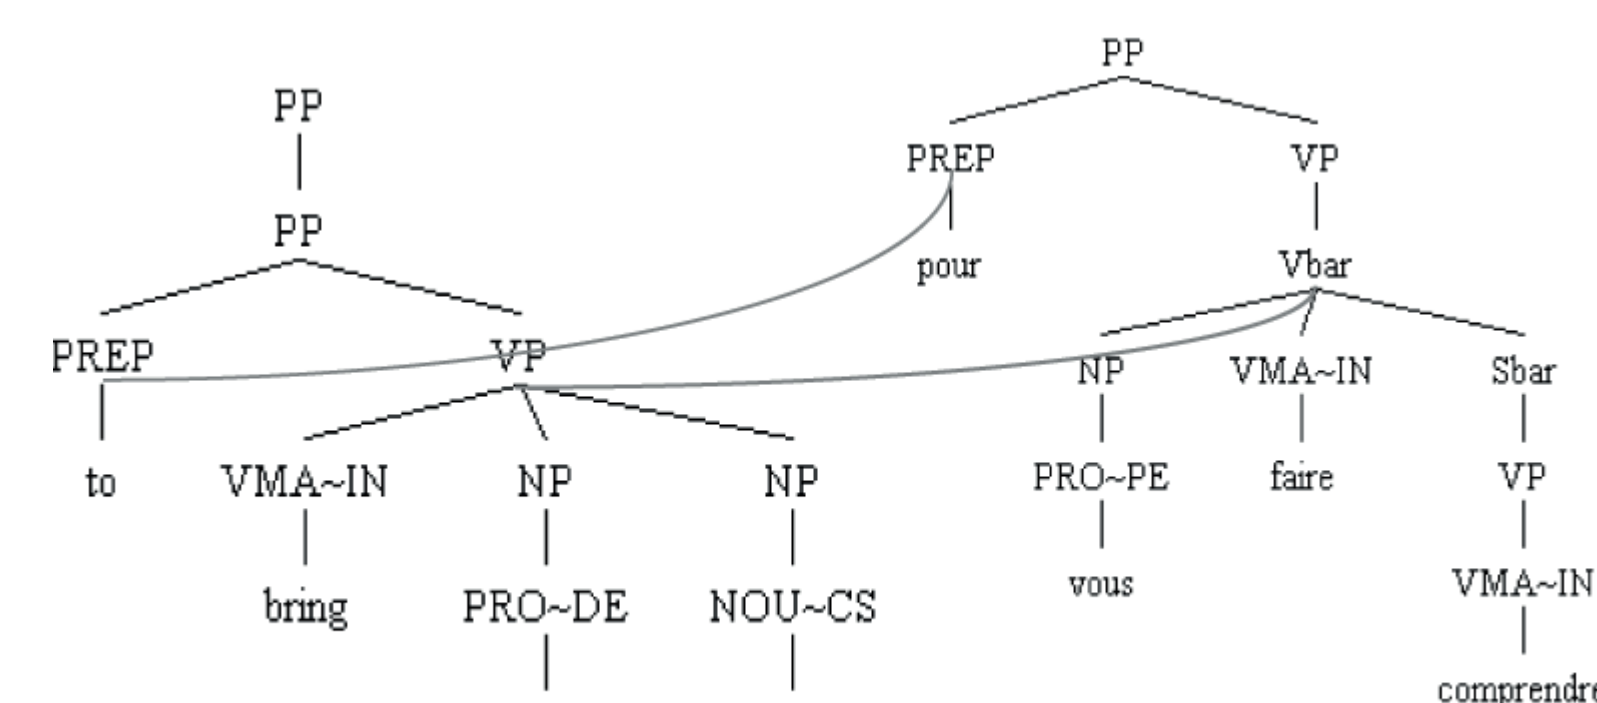 PP
PP
PREP VP
to VMA~IN NP NP
bring PRO~DE NOU~CS
PP
PREP VP
pour Vbar
NP VMA~IN Sbar
PRO~PE faire VP
vous VMA~IN
comprendre